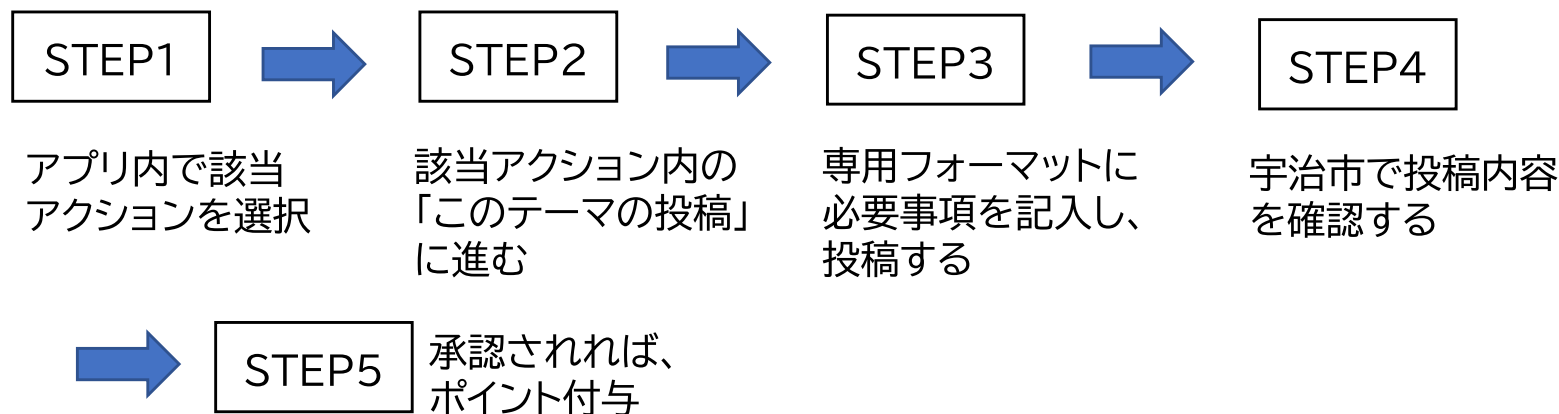 STEP1
アプリ内で該当
アクションを選択
STEP2
該当アクション内の
「このテーマの投稿」
に進む
STEP3
専用フォーマットに
必要事項を記入し、
投稿する
STEP4
宇治市で投稿内容
を確認する
STEP5
承認されれば、
ポイント付与